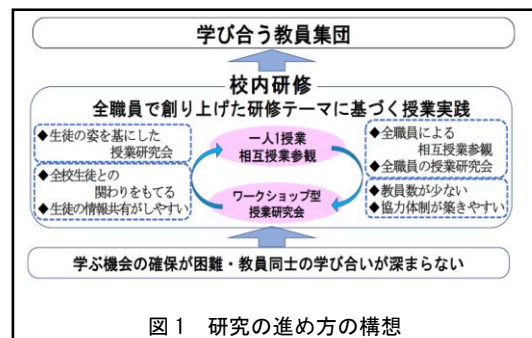 学び合う教員集団
校内研修
全職員で創り上げた研修テーマに基づく授業実践
◆生徒の姿を基にした
授業研究会
◆全校生徒との
関わりをもてる
◆生徒の情報共有がしやすい
一人1授業
相互授業参観
ワークショップ型
授業研究会
◆全職員による
相互授業参観
◆全職員の授業研究会
◆教員数が少ない
◆協力体制が築きやすい
学ぶ機会の確保が困難・教員同士の学び合いが深まらない
図1 研究の進め方の構想